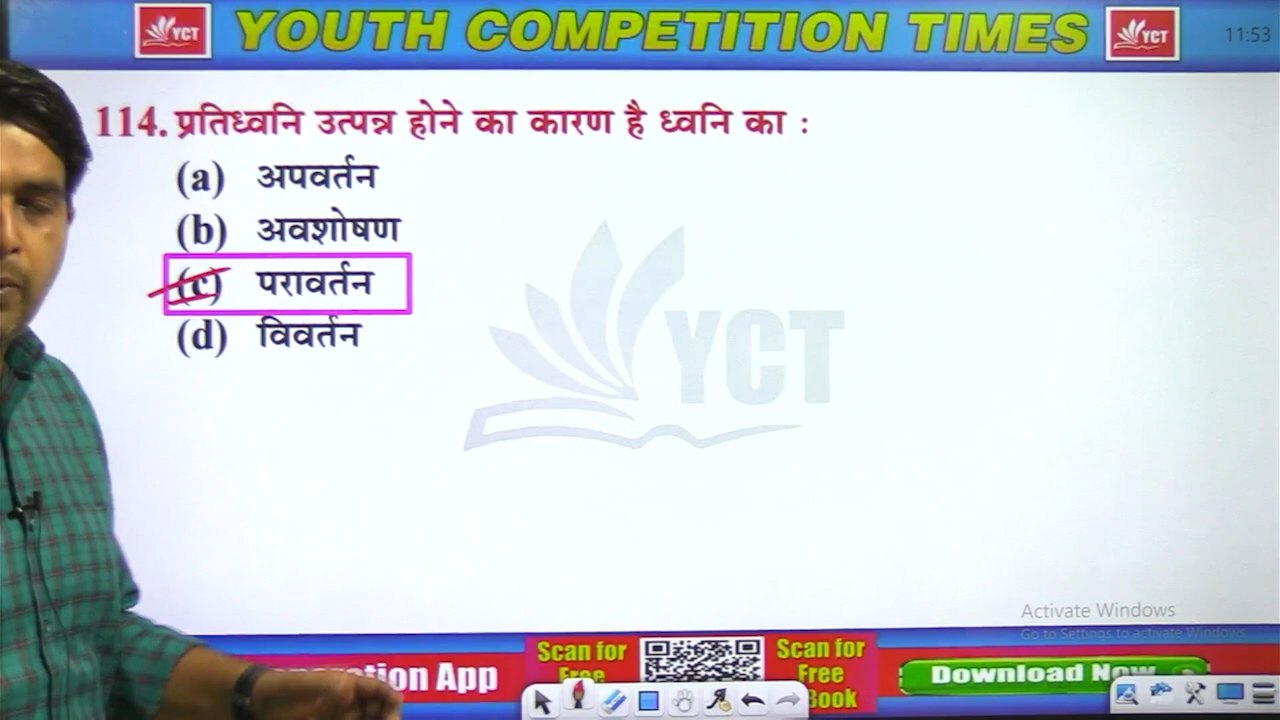 YCT
YOUTH COMPETITION TIMES
YCT
11:53
114. प्रतिध्वनि उत्पन्न होने का कारण है ध्वनि का :
(a) अपवर्तन
(b) अवशोषण
(c) परावर्तन
(d) विवर्तन
YCT
Activate Windows
Go to Settings to activate Windows.
App
Scan for
Free
Scan for
Free
Book
Download Now